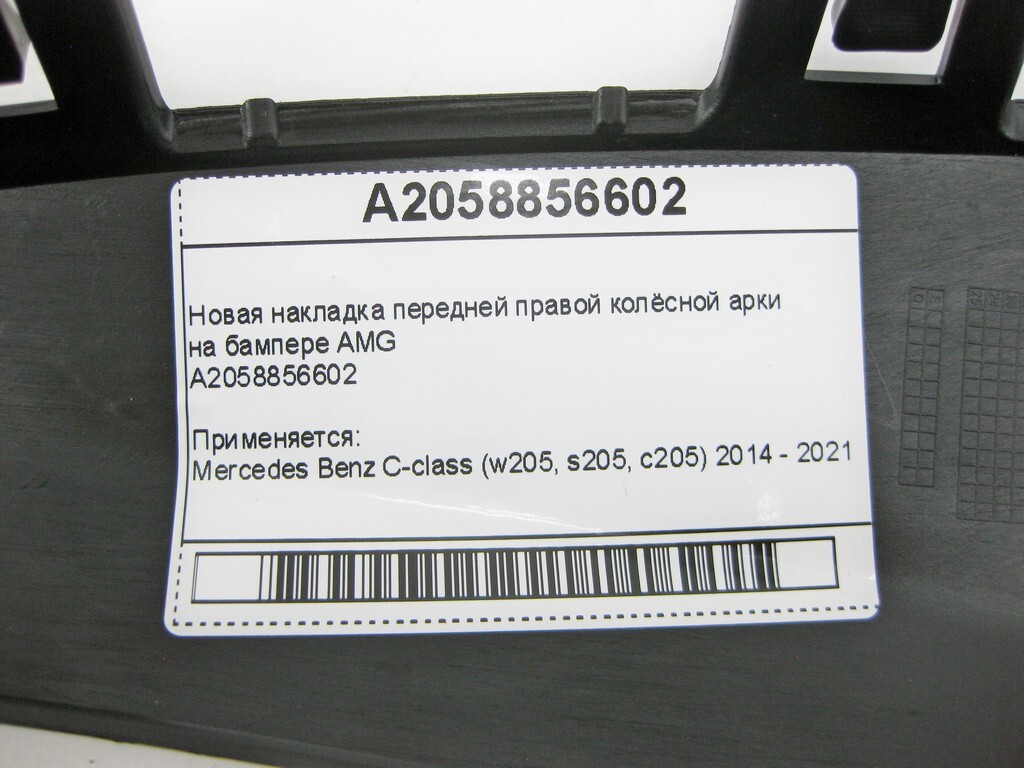 A2058856602
Новая накладка передней правой колёсной арки
на бампере AMG
A2058856602
Применяется:
Mercedes Benz C-class (w205, s205, c205) 2014 - 2021